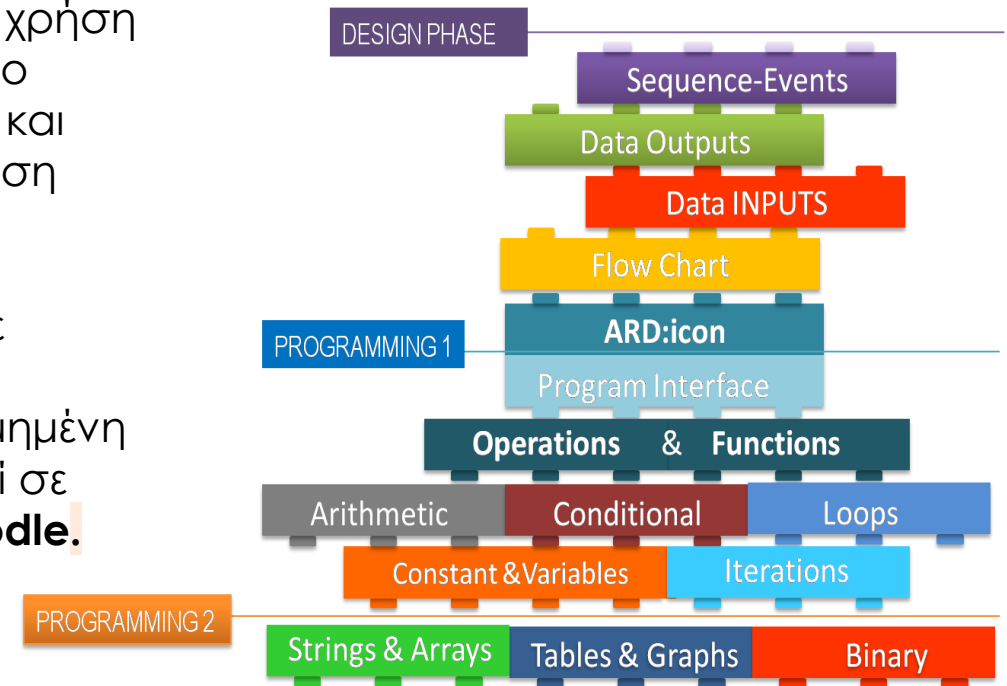 χρήση
ο
και
ση
ε
μημένη
ί σε
odle.
DESIGN PHASE
Sequence-Events
Data Outputs
Data INPUTS
Flow Chart
ARD:icon
PROGRAMMING 1
Program Interface
Operations & Functions
Arithmetic Conditional Loops
Constant &Variables Iterations
PROGRAMMING 2
Strings & Arrays Tables & Graphs Binary